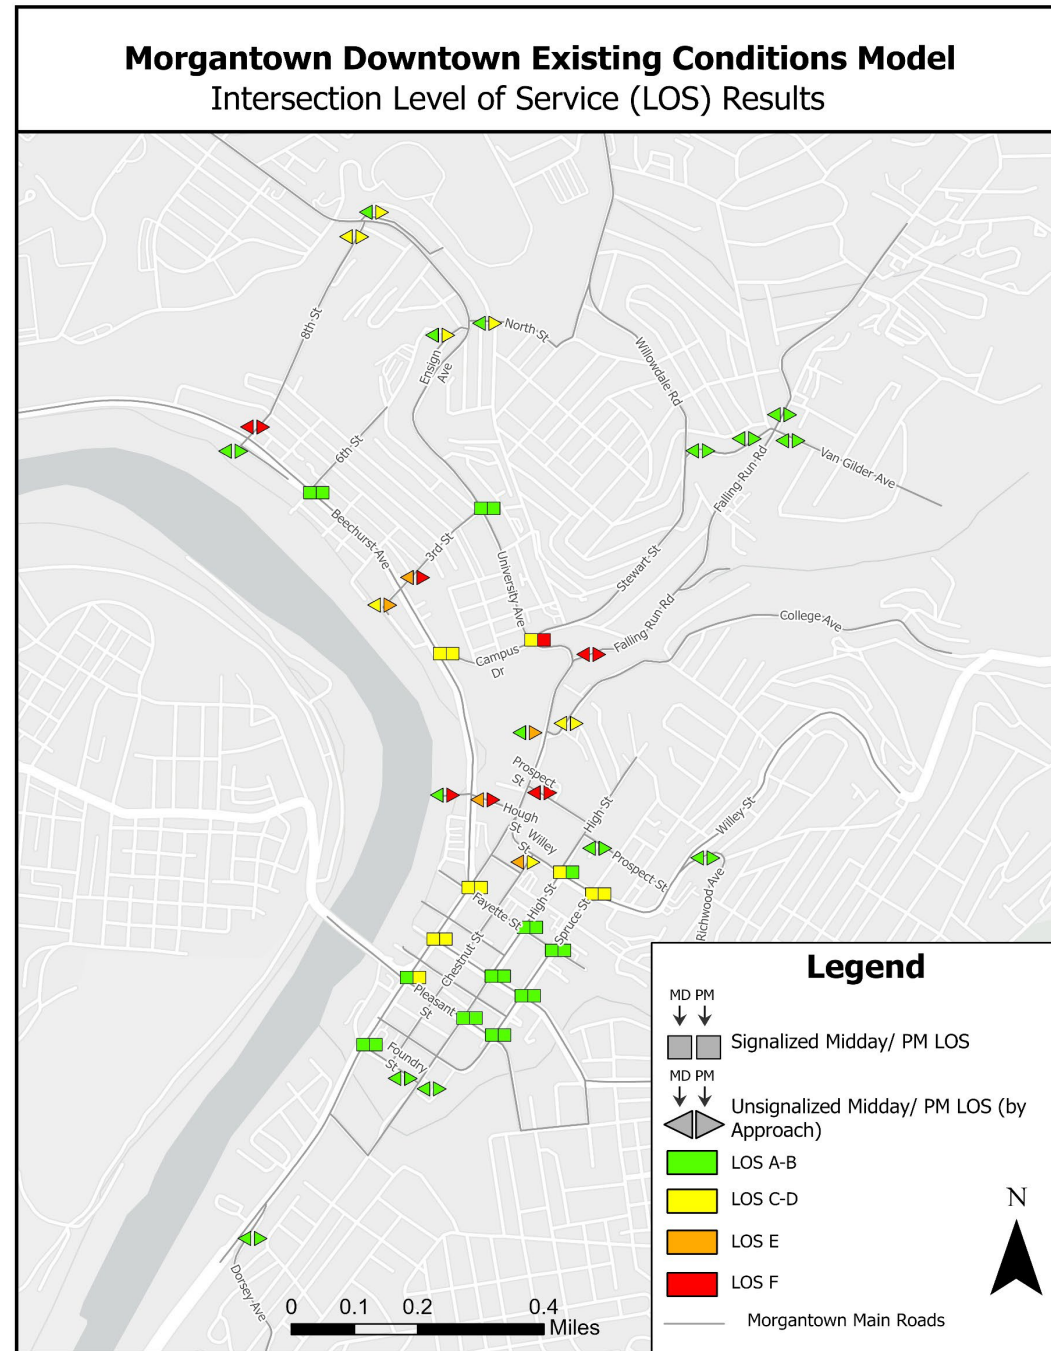 Morgantown Downtown Existing Conditions Model
Intersection Level of Service (LOS) Results
8th St
North St
Ensign
Ave
Willowdale Rd
6th St
Van Gilder Ave
Falling Run Rd
Beechurst Ave
3rd St
University Ave
Stewart St
College Ave
Falling Run Rd
Campus
Dr
Prospect
St
High St
Hough
St
Willey
St
Willey St
Prospect St
Richwood Ave
Fayette St
High St
Spruce St
Chestnut St
Pleasant
St
Foundry
St
Dorsey Ave
Legend
MD PM
Signalized Midday/ PM LOS
MD PM
Unsignalized Midday/ PM LOS (by
Approach)
LOS A-B
LOS C-D
LOS E
LOS F
Morgantown Main Roads
N
0 0.1 0.2 0.4
Miles